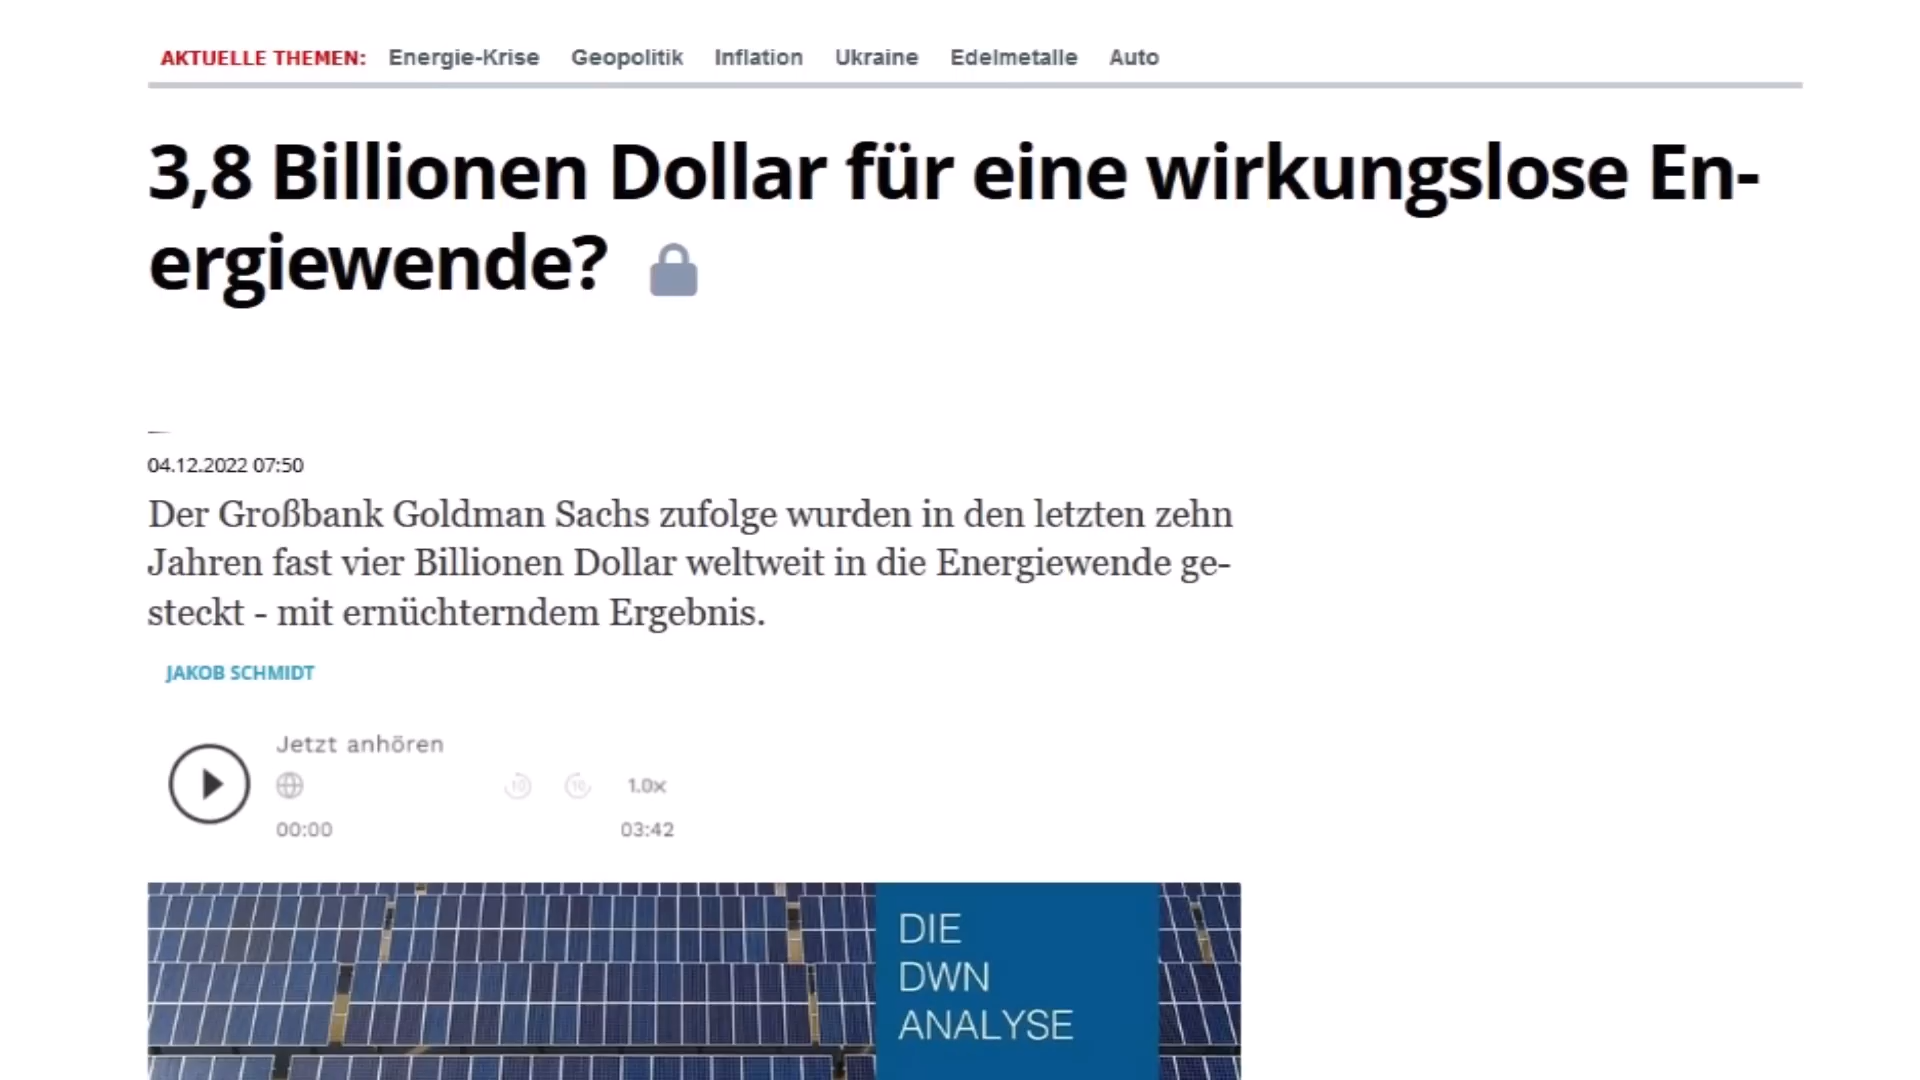 AKTUELLE THEMEN: Energie-Krise Geopolitik Inflation Ukraine Edelmetalle Auto
3,8 Billionen Dollar für eine wirkungslose En-
ergiewende?
04.12.2022 07:50
Der Großbank Goldman Sachs zufolge wurden in den letzten zehn
Jahren fast vier Billionen Dollar weltweit in die Energiewende ge-
steckt - mit ernüchterndem Ergebnis.
JAKOB SCHMIDT
Jetzt anhören
10 10 1.0x
00:00 03:42
DIE
DWN
ANALYSE